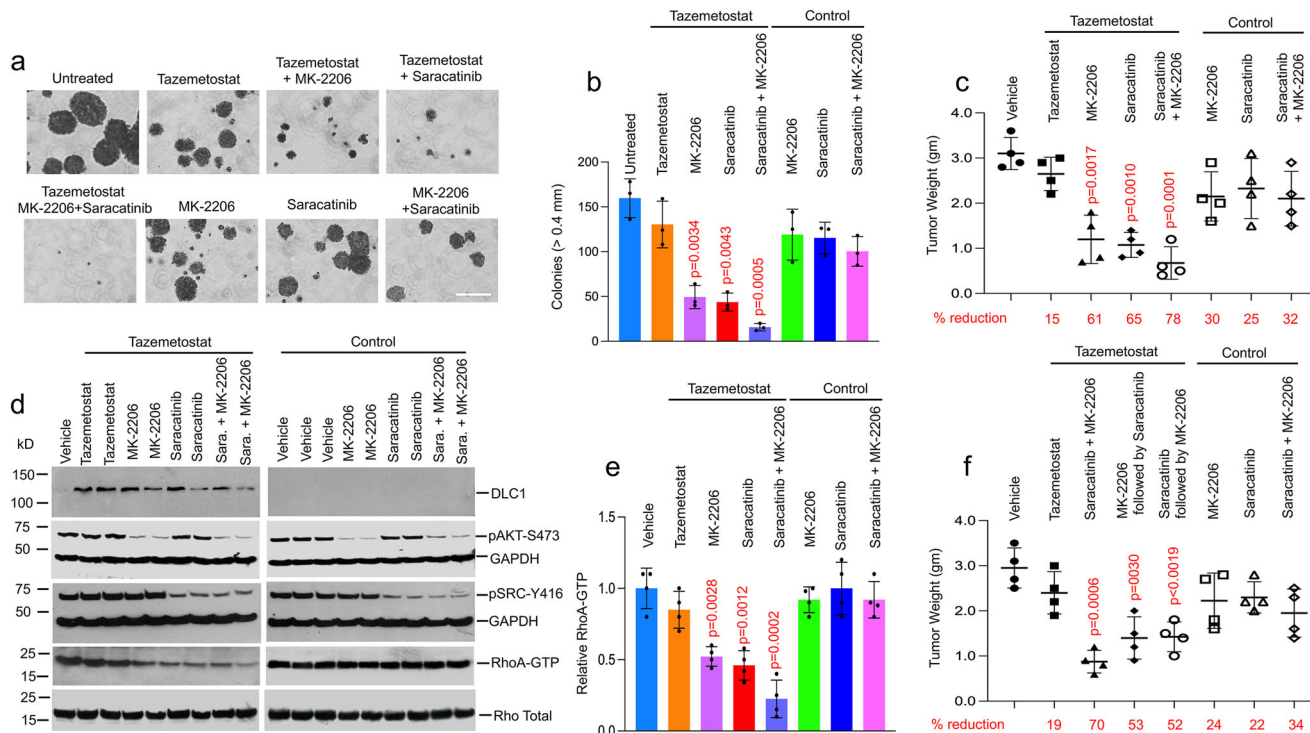 a
Untreated
Tazemetostat
Tazemetostat
+ MK-2206
Tazemetostat
+ Saracatinib
Tazemetostat
MK-2206+Saracatinib
MK-2206
Saracatinib
MK-2206
+Saracatinib
b
Tazemetostat
Control
Untreated
Tazemetostat
MK-2206
Saracatinib
Saracatinib + MK-2206
MK-2206
Saracatinib
Saracatinib + MK-2206
Colonies (> 0.4 mm)
200
150
100
50
0
p=0.0034
p=0.0043
p=0.0005
c
Tazemetostat
Control
Vehicle
Tazemetostat
MK-2206
Saracatinib
Saracatinib
+ MK-2206
MK-2206
Saracatinib
Saracatinib
+ MK-2206
Tumor Weight (gm)
4.0
3.0
2.0
1.0
0.0
p=0.0017
p=0.0010
p=0.0001
% reduction
15
61
65
78
30
25
32
d
Tazemetostat
Control
kD
Vehicle
Tazemetostat
Tazemetostat
MK-2206
MK-2206
Saracatinib
Saracatinib
Sara. + MK-2206
Sara. + MK-2206
Vehicle
Vehicle
Vehicle
MK-2206
MK-2206
Saracatinib
Saracatinib
Sara. + MK-2206
Sara. + MK-2206
150
100
DLC1
75
50
pAKT-S473
GAPDH
75
50
pSRC-Y416
GAPDH
25
15
RhoA-GTP
25
15
Rho Total
e
Tazemetostat
Control
Vehicle
Tazemetostat
MK-2206
Saracatinib
Saracatinib + MK-2206
MK-2206
Saracatinib
Saracatinib + MK-2206
Relative RhoA-GTP
1.5
1.0
0.5
0.0
p=0.0028
p=0.0012
p=0.0002
f
Tazemetostat
Control
Vehicle
Tazemetostat
Saracatinib + MK-2206
MK-2206
followed by Saracatinib
Saracatinib
followed by MK-2206
MK-2206
Saracatinib
Saracatinib + MK-2206
Tumor Weight (gm)
4.0
3.0
2.0
1.0
0.0
p=0.0006
p=0030
p<0.0019
% reduction
19
70
53
52
24
22
34